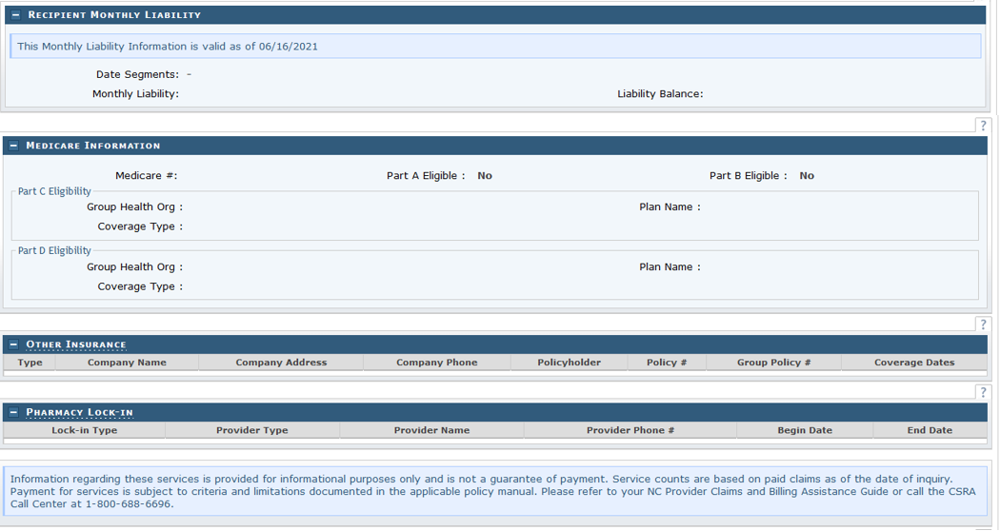 RECIPIENT MONTHLY LIABILITY
This Monthly Liability Information is valid as of 06/16/2021
Date Segments: -
Monthly Liability: Liability Balance:
?
MEDICARE INFORMATION
Medicare #: Part A Eligible : No Part B Eligible : No
Part C Eligibility
Group Health Org : Plan Name :
Coverage Type :
Part D Eligibility
Group Health Org : Plan Name :
Coverage Type :
?
OTHER INSURANCE
Type Company Name Company Address Company Phone Policyholder Policy # Group Policy # Coverage Dates
?
PHARMACY LOCK-IN
Lock-in Type Provider Type Provider Name Provider Phone # Begin Date End Date
Information regarding these services is provided for informational purposes only and is not a guarantee of payment. Service counts are based on paid claims as of the date of inquiry.
Payment for services is subject to criteria and limitations documented in the applicable policy manual. Please refer to your NC Provider Claims and Billing Assistance Guide or call the CSRA
Call Center at 1-800-688-6696.